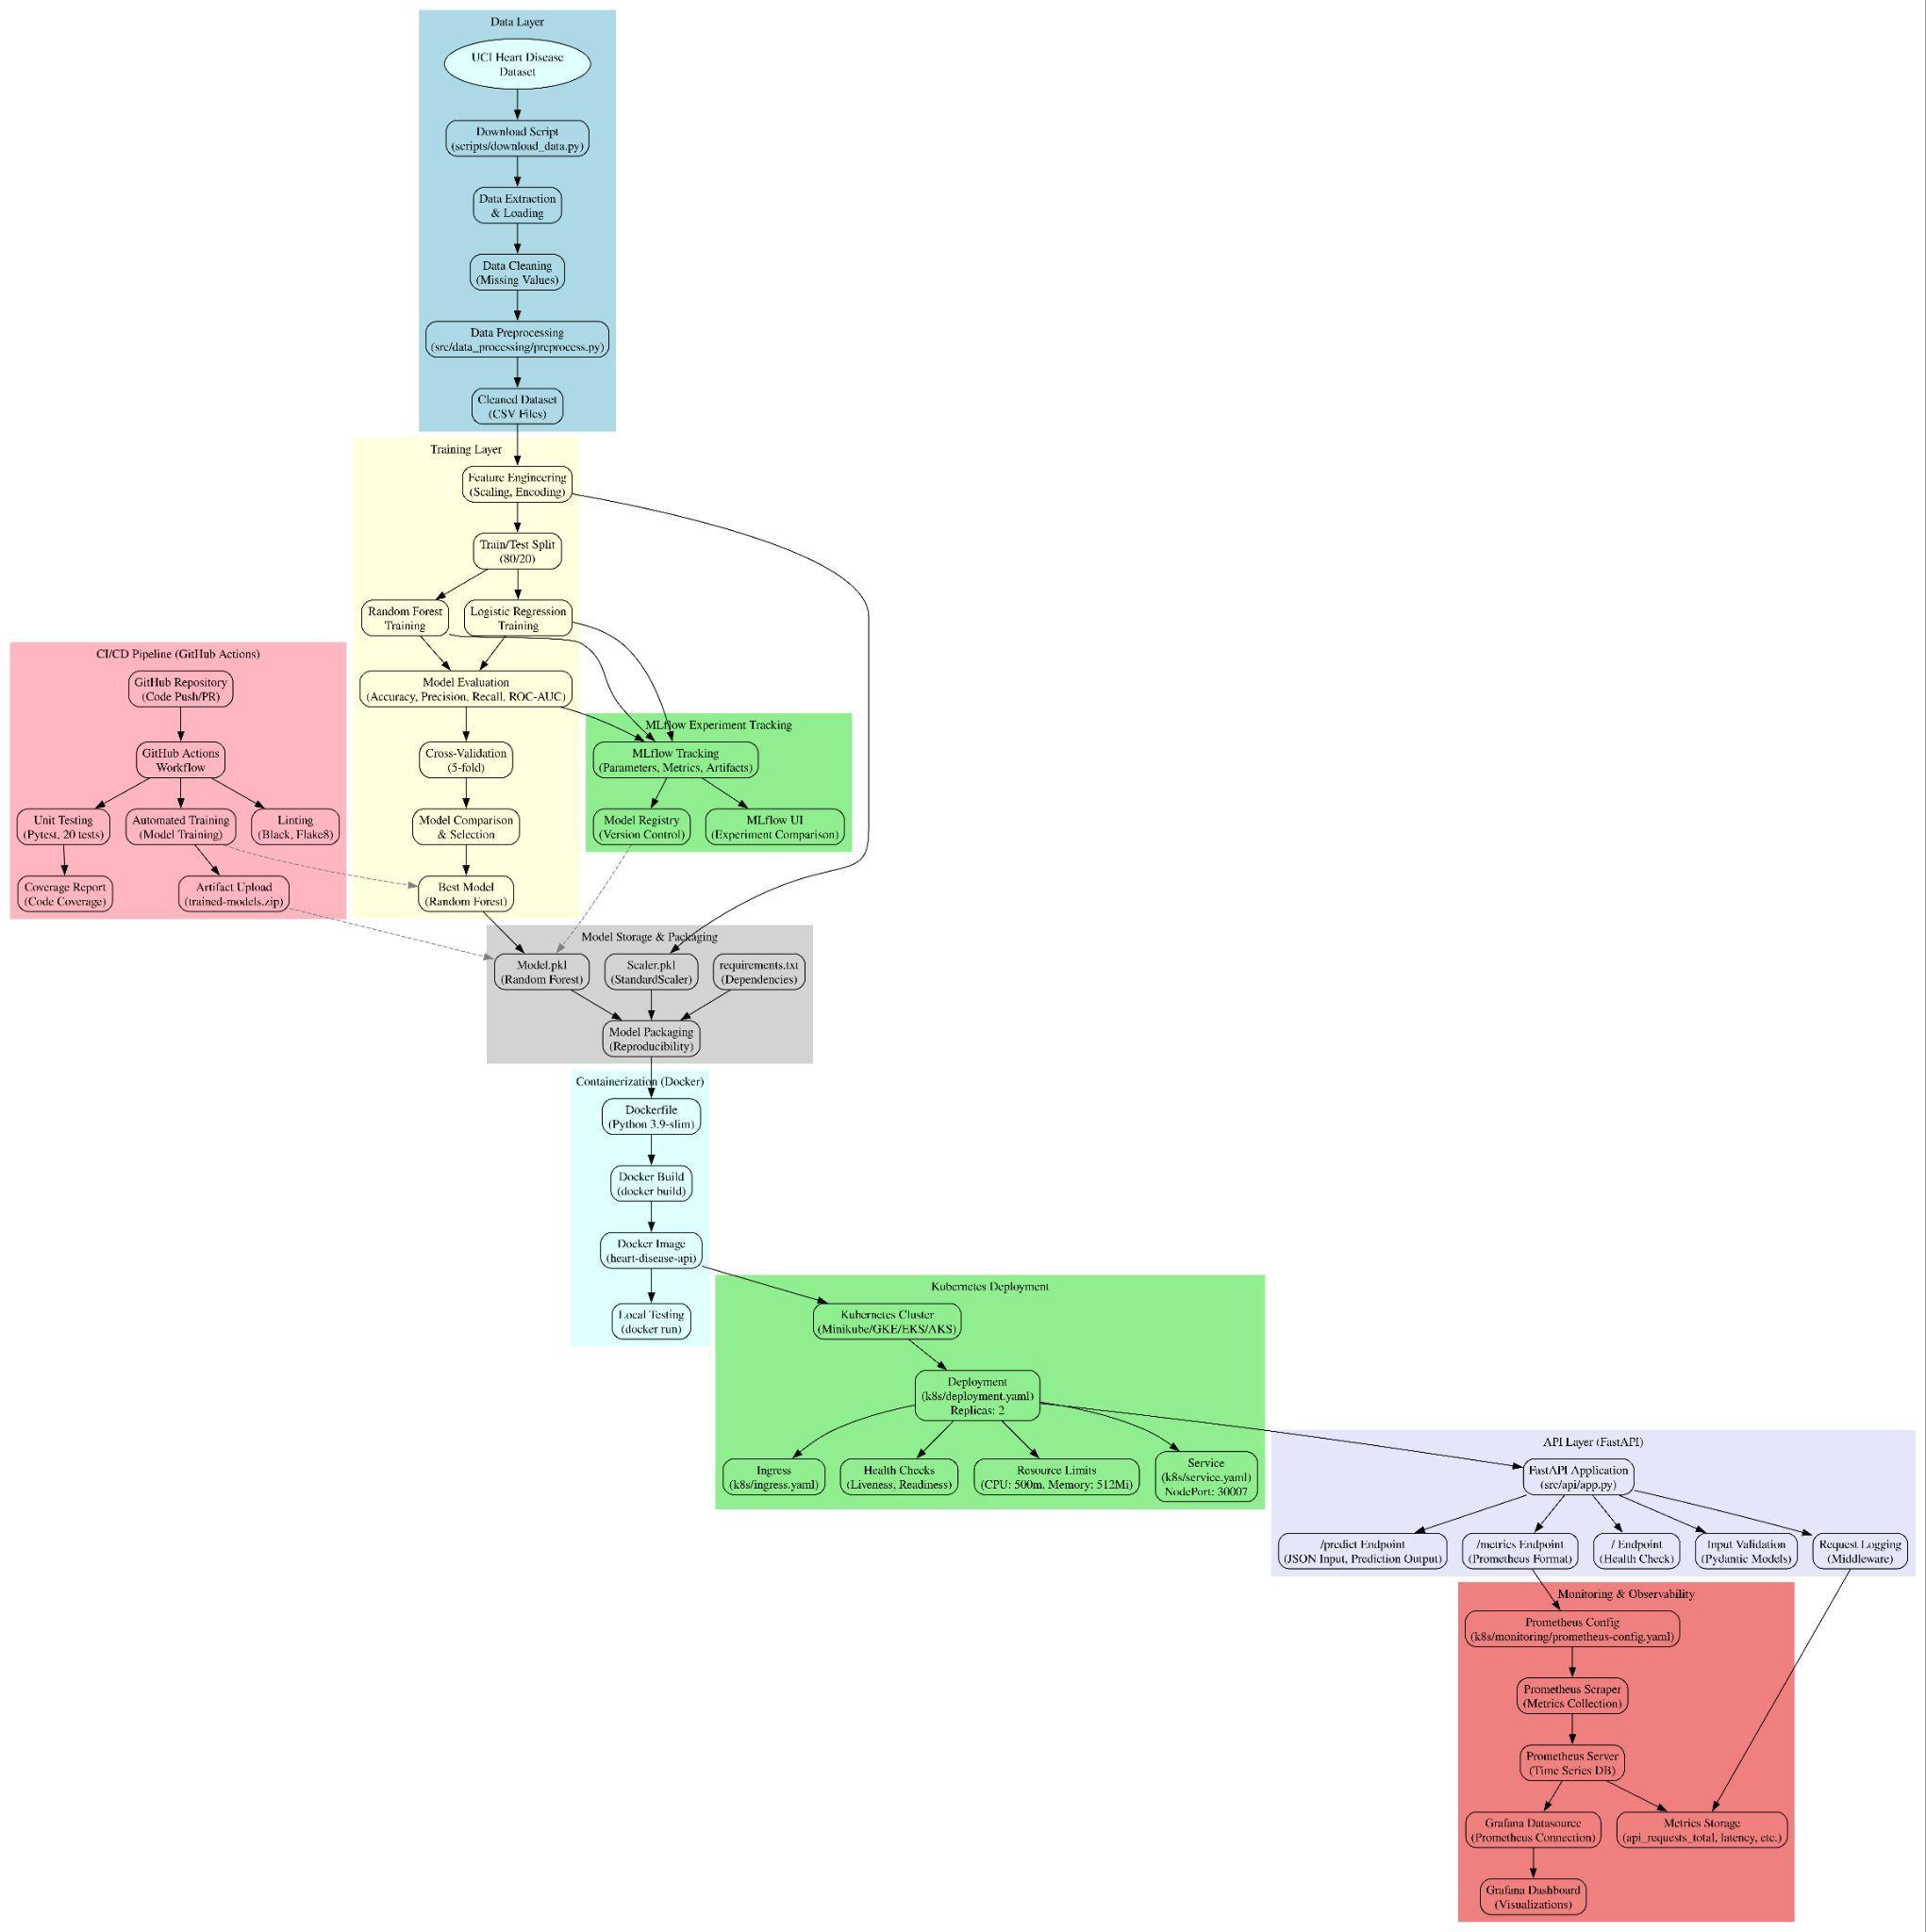 Data Layer
UCI Heart Disease
Dataset
Download Script
(scripts/download_data.py)
Data Extraction
& Loading
Data Cleaning
(Missing Values)
Data Preprocessing
(src/data_processing/preprocess.py)
Cleaned Dataset
(CSV Files)
Training Layer
Feature Engineering
(Scaling, Encoding)
Train/Test Split
(80/20)
Random Forest
Training
Logistic Regression
Training
Model Evaluation
(Accuracy, Precision, Recall, ROC-AUC)
Cross-Validation
(5-fold)
Model Comparison
& Selection
Best Model
(Random Forest)
CI/CD Pipeline (GitHub Actions)
GitHub Repository
(Code Push/PR)
GitHub Actions
Workflow
Unit Testing
(Pytest, 20 tests)
Automated Training
(Model Training)
Linting
(Black, Flake8)
Coverage Report
(Code Coverage)
Artifact Upload
(trained-models.zip)
MLflow Experiment Tracking
MLflow Tracking
(Parameters, Metrics, Artifacts)
Model Registry
(Version Control)
MLflow UI
(Experiment Comparison)
Model Storage & Packaging
Model.pkl
(Random Forest)
Scaler.pkl
(StandardScaler)
requirements.txt
(Dependencies)
Model Packaging
(Reproducibility)
Containerization (Docker)
Dockerfile
(Python 3.9-slim)
Docker Build
(docker build)
Docker Image
(heart-disease-api)
Local Testing
(docker run)
Kubernetes Deployment
Kubernetes Cluster
(Minikube/GKE/EKS/AKS)
Deployment
(k8s/deployment.yaml)
Replicas: 2
Ingress
(k8s/ingress.yaml)
Health Checks
(Liveness, Readiness)
Resource Limits
(CPU: 500m, Memory: 512Mi)
Service
(k8s/service.yaml)
NodePort: 30007
API Layer (FastAPI)
FastAPI Application
(src/api/app.py)
/predict Endpoint
(JSON Input, Prediction Output)
/metrics Endpoint
(Prometheus Format)
/ Endpoint
(Health Check)
Input Validation
(Pydantic Models)
Request Logging
(Middleware)
Monitoring & Observability
Prometheus Config
(k8s/monitoring/prometheus-config.yaml)
Prometheus Scraper
(Metrics Collection)
Prometheus Server
(Time Series DB)
Grafana Datasource
(Prometheus Connection)
Metrics Storage
(api_requests_total, latency, etc.)
Grafana Dashboard
(Visualizations)